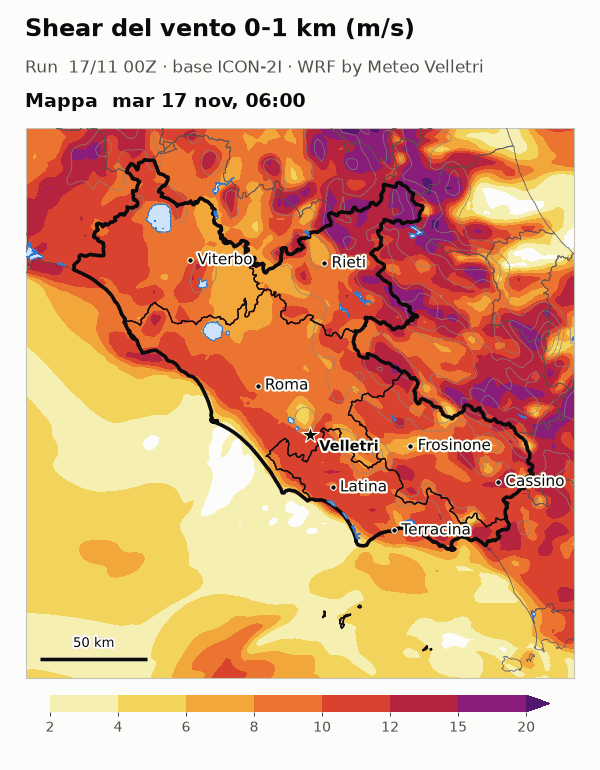 Shear del vento 0-1 km (m/s)
Run  17/11 00Z · base ICON-2I · WRF by Meteo Velletri
Mappa  mar 17 nov, 06:00
Viterbo
Rieti
Roma
Velletri
Frosinone
Latina
Cassino
Terracina
50 km
2 4 6 8 10 12 15 20